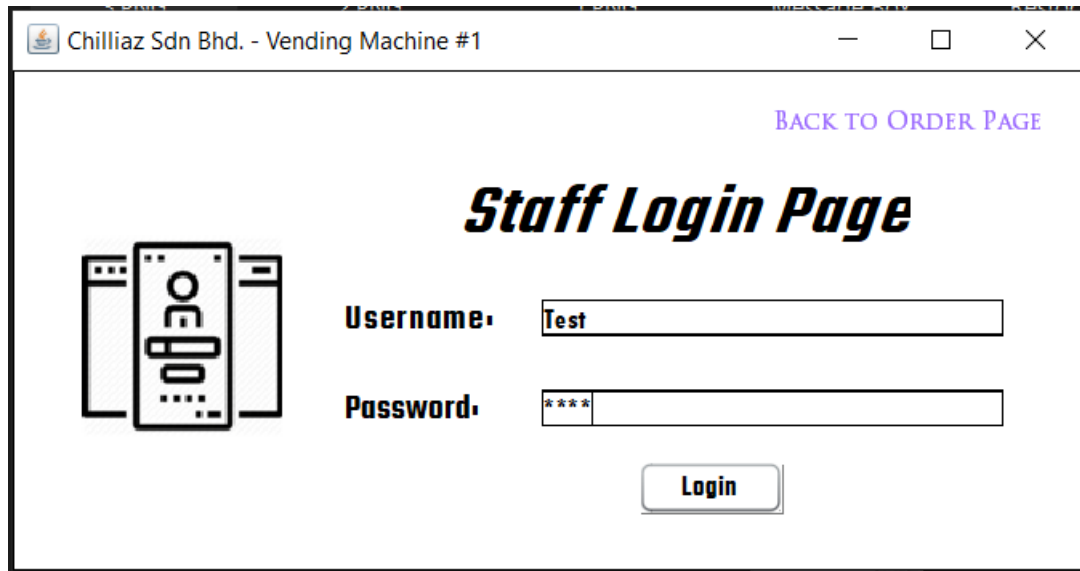 Chilliaz Sdn Bhd. - Vending Machine #1
Back to Order Page
Staff Login Page
Username:
Test
Password:
****
Login